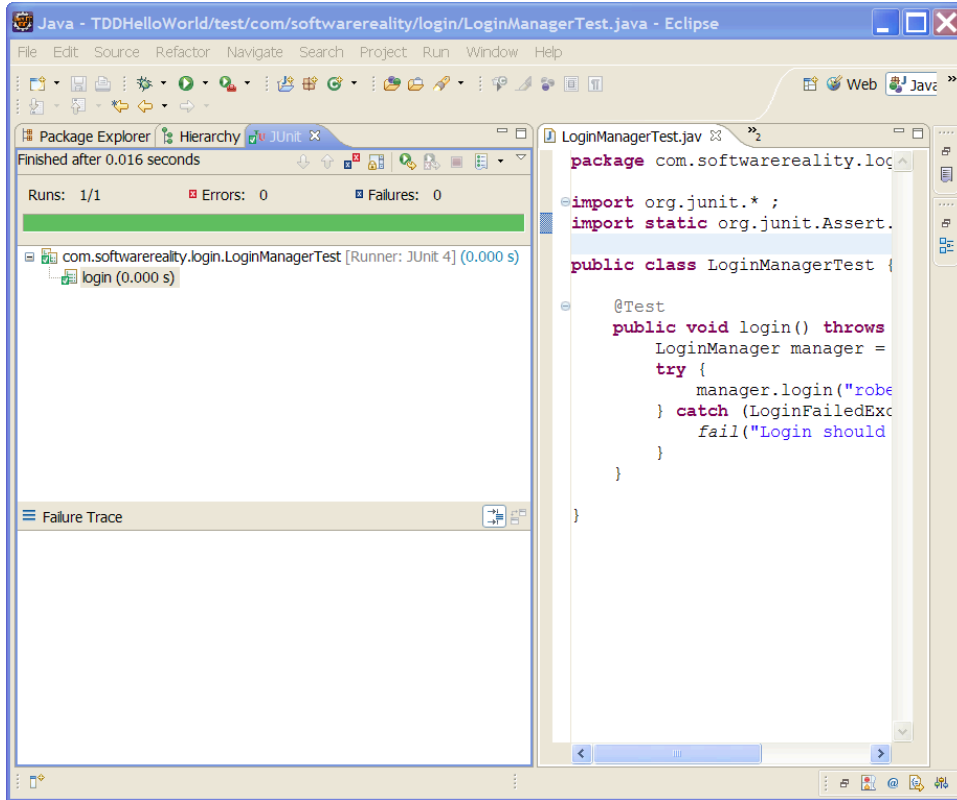 Java - TDDHelloWorld/test/com/softwarereality/login/LoginManagerTest.java - Eclipse
File Edit Source Refactor Navigate Search Project Run Window Help
Web Java
Package Explorer Hierarchy JUnit
Finished after 0.016 seconds
Runs: 1/1 Errors: 0 Failures: 0
com.softwarereality.login.LoginManagerTest [Runner: JUnit 4] (0.000 s)
login (0.000 s)
Failure Trace
LoginManagerTest.jav »2
package com.softwarereality.log
import org.junit.* ;
import static org.junit.Assert.
public class LoginManagerTest {
@Test
public void login() throws
LoginManager manager =
try {
manager.login("robe
} catch (LoginFailedExc
fail("Login should
}
}
}